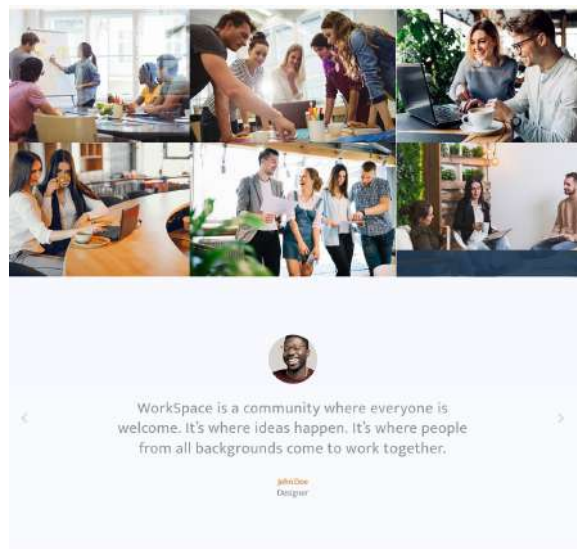 WorkSpace is a community where everyone is
welcome. It's where ideas happen. It's where people
from all backgrounds come to work together.
John Doe
Designer